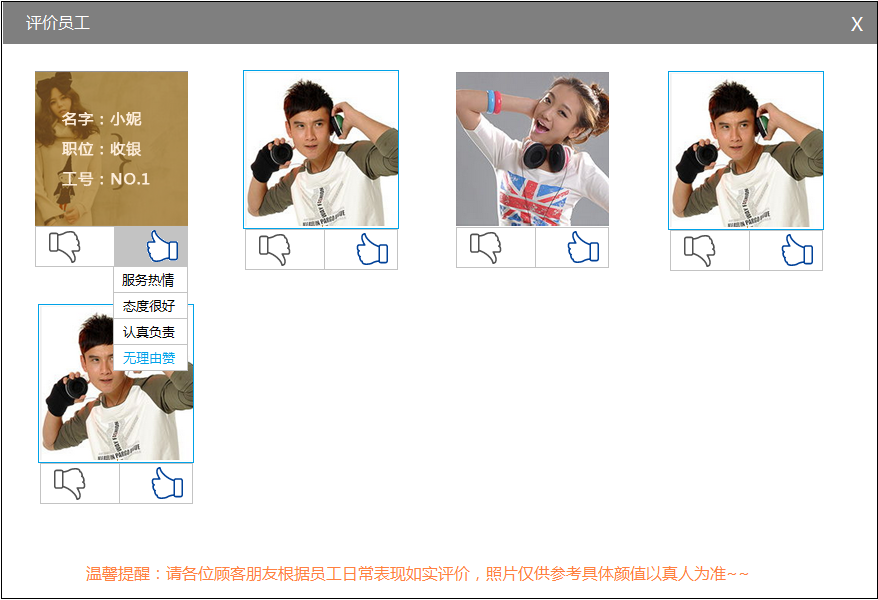 评价员工
X
名字：小妮
职位：收银
工号：NO.1
服务热情
态度很好
认真负责
无理由赞
温馨提醒：请各位顾客朋友根据员工日常表现如实评价，照片仅供参考具体颜值以真人为准~~